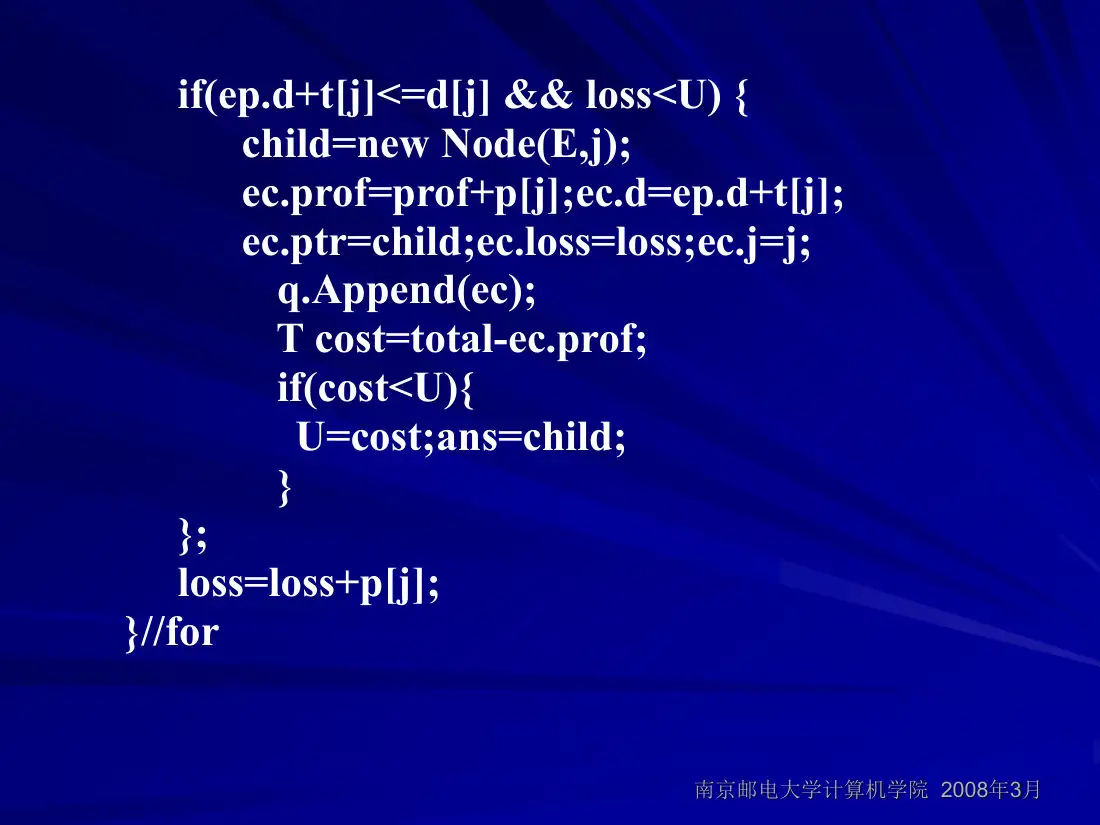 if(ep.d+t[j]<=d[j] && loss<U) {
child=new Node(E,j);
ec.prof=prof+p[j];ec.d=ep.d+t[j];
ec.ptr=child;ec.loss=loss;ec.j=j;
q.Append(ec);
T cost=total-ec.prof;
if(cost<U){
U=cost;ans=child;
}
};
loss=loss+p[j];
}//for
南京邮电大学计算机学院 2008年3月